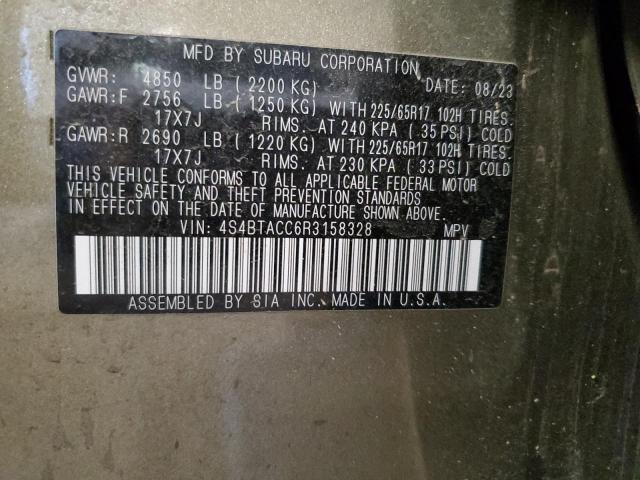 MFD BY SUBARU CORPORATION
GVWR: 4850 LB (2200 KG) DATE: 08/23
GAWR:F 2756 LB (1250 KG) WITH 225/65R17 102H TIRES.
17X7J RIMS. AT 240 KPA (35 PSI) COLD
GAWR:R 2690 LB (1220 KG) WITH 225/65R17 102H TIRES.
17X7J RIMS. AT 230 KPA (33 PSI) COLD
THIS VEHICLE CONFORMS TO ALL APPLICABLE FEDERAL MOTOR
VEHICLE SAFETY AND THEFT PREVENTION STANDARDS
IN EFFECT ON THE DATE OF MANUFACTURE SHOWN ABOVE.
VIN: 4S4BTACC6R3158328 MPV
ASSEMBLED BY SIA INC. MADE IN U.S.A.